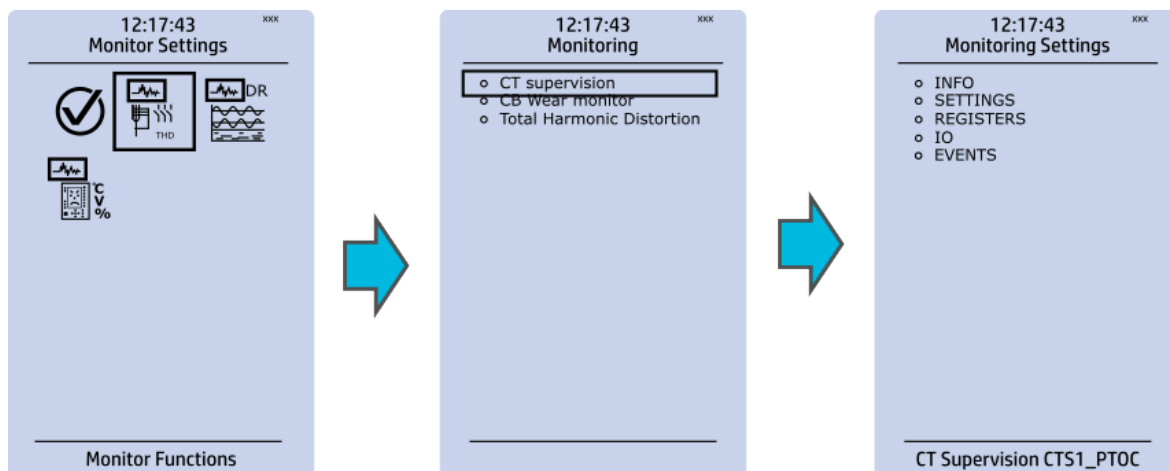 12:17:43 xxx
Monitor Settings
DR
THD
°C
V
%
Monitor Functions
12:17:43 xxx
Monitoring
CT supervision
CB Wear monitor
Total Harmonic Distortion
12:17:43 xxx
Monitoring Settings
INFO
SETTINGS
REGISTERS
IO
EVENTS
CT Supervision CTS1_PTOC